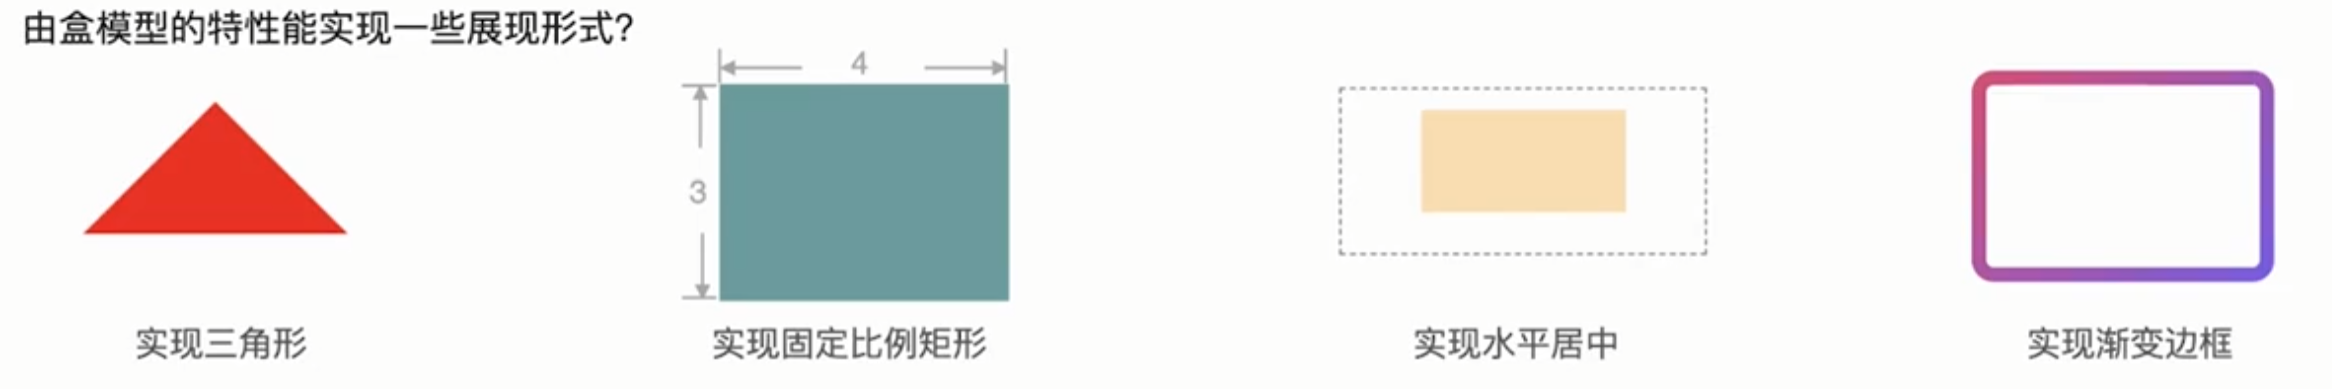 由盒模型的特性能实现一些展现形式?
4
3
实现三角形
实现固定比例矩形
实现水平居中
实现渐变边框